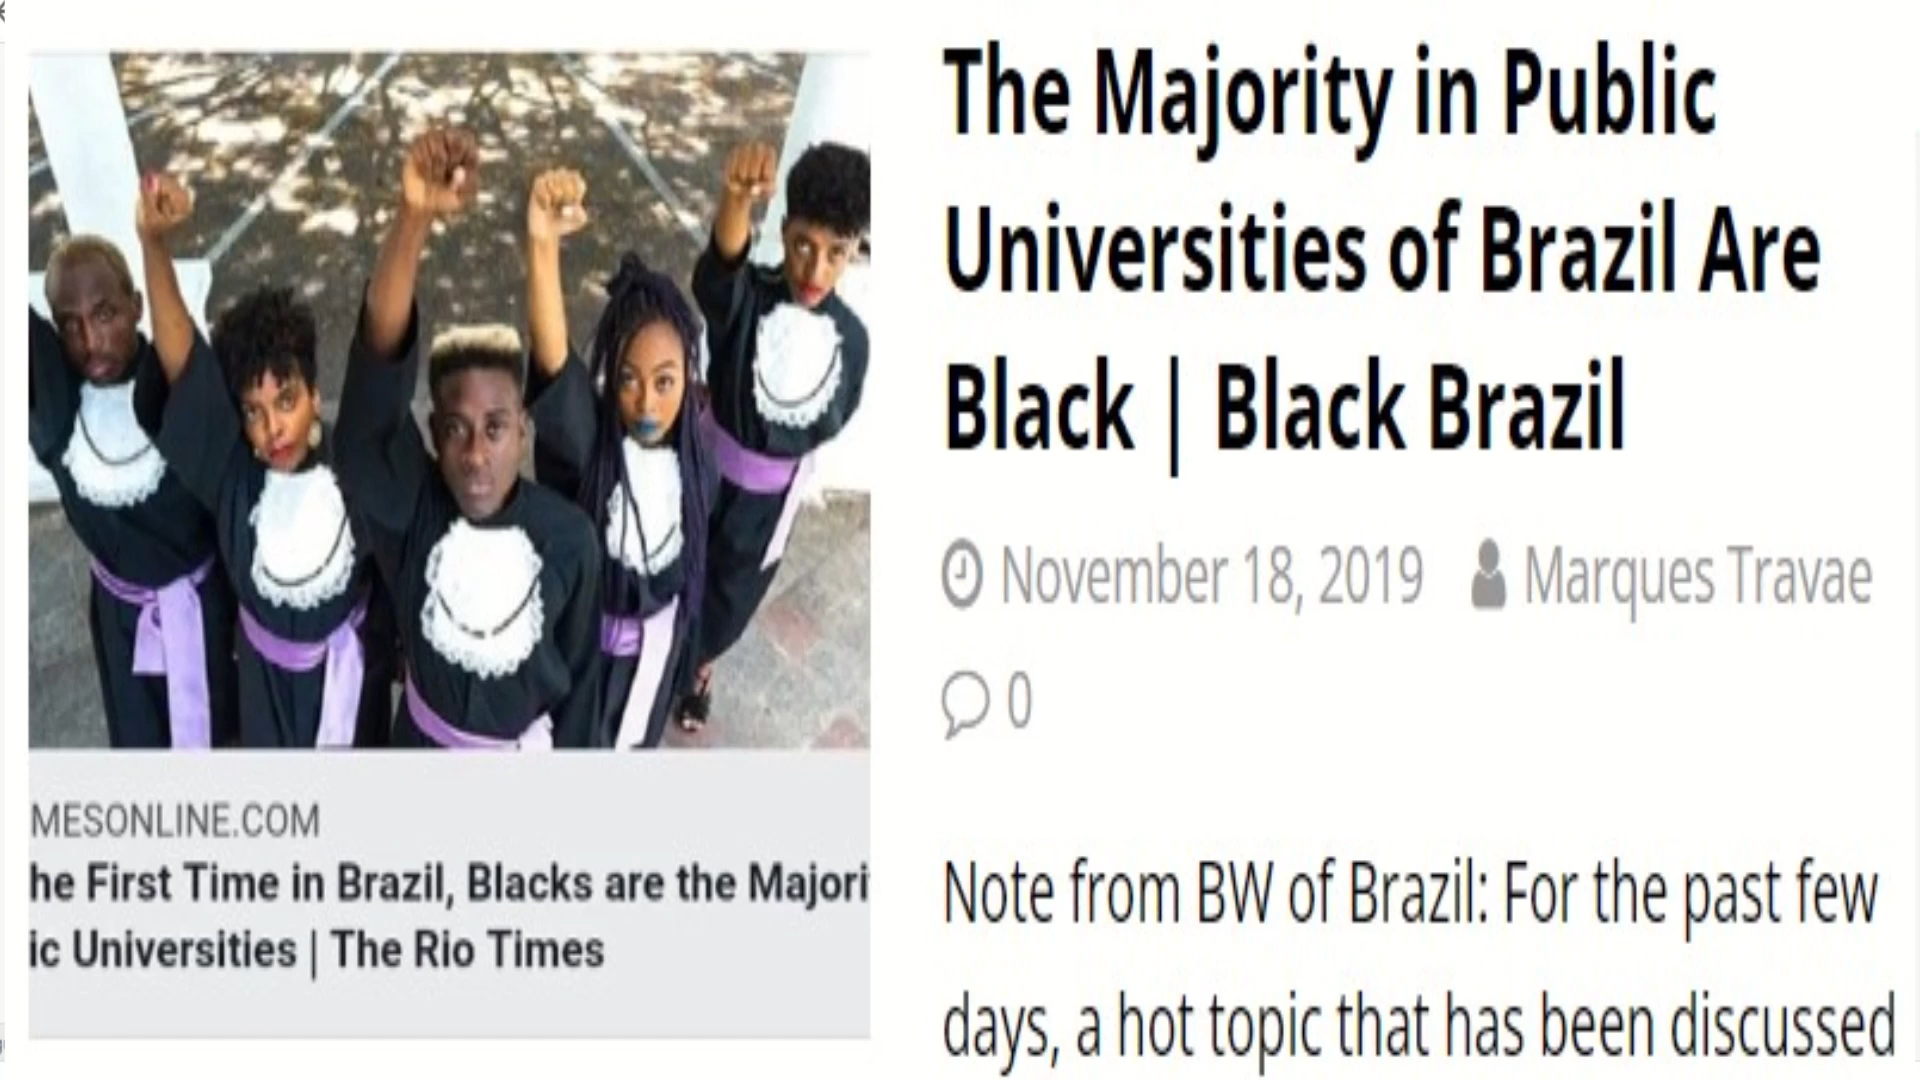 MESONLINE.COM
he First Time in Brazil, Blacks are the Majori
ic Universities | The Rio Times
The Majority in Public
Universities of Brazil Are
Black | Black Brazil
November 18, 2019 Marques Travae
0
Note from BW of Brazil: For the past few
days, a hot topic that has been discussed